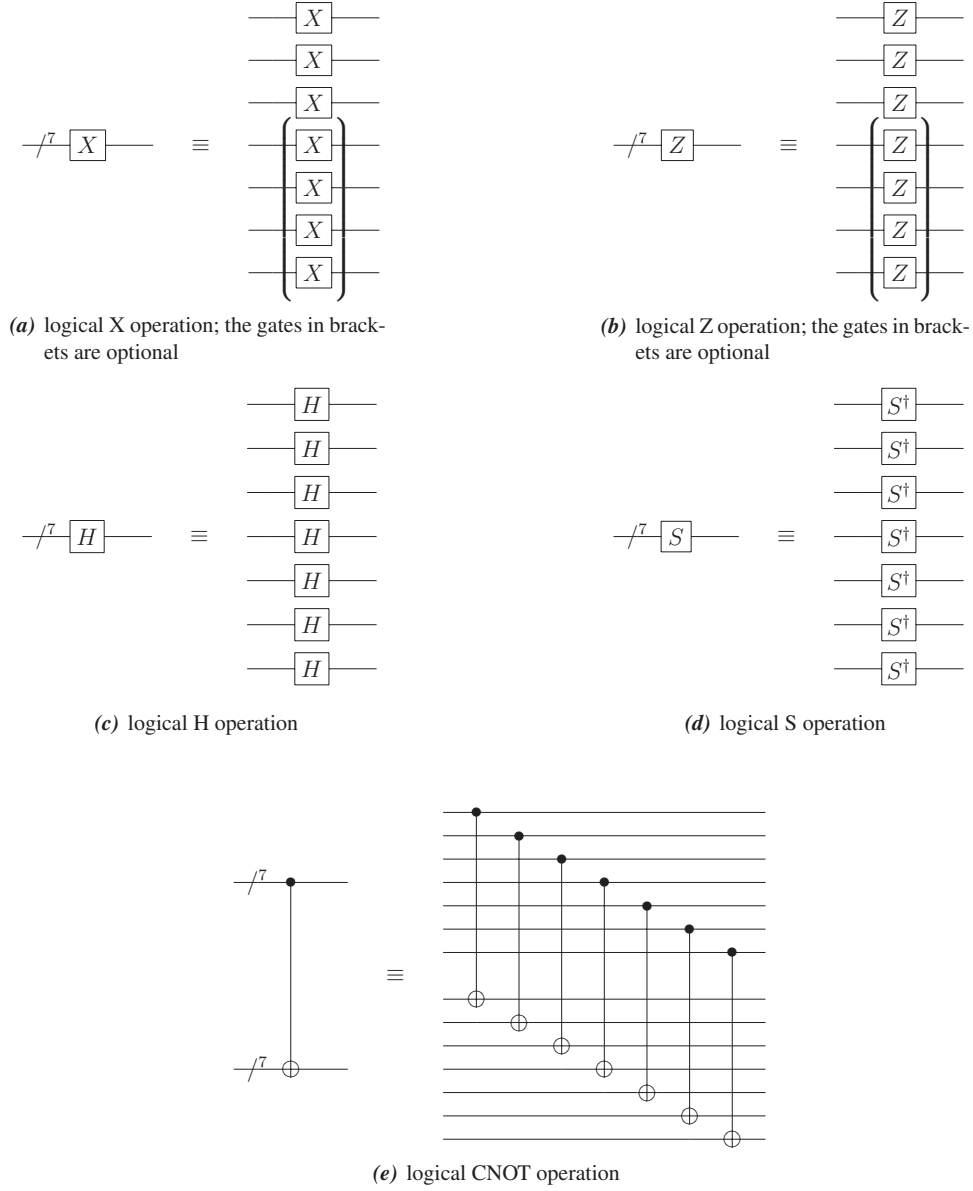 X
X
X
/7 X ≡ X
X
X
X
Z
Z
Z
/7 Z ≡ Z
Z
Z
Z
(a) logical X operation; the gates in brack-
ets are optional
(b) logical Z operation; the gates in brack-
ets are optional
H
H
H
/7 H ≡ H
H
H
H
S†
S†
S†
/7 S ≡ S†
S†
S†
S†
(c) logical H operation
(d) logical S operation
/7
≡
/7
(e) logical CNOT operation